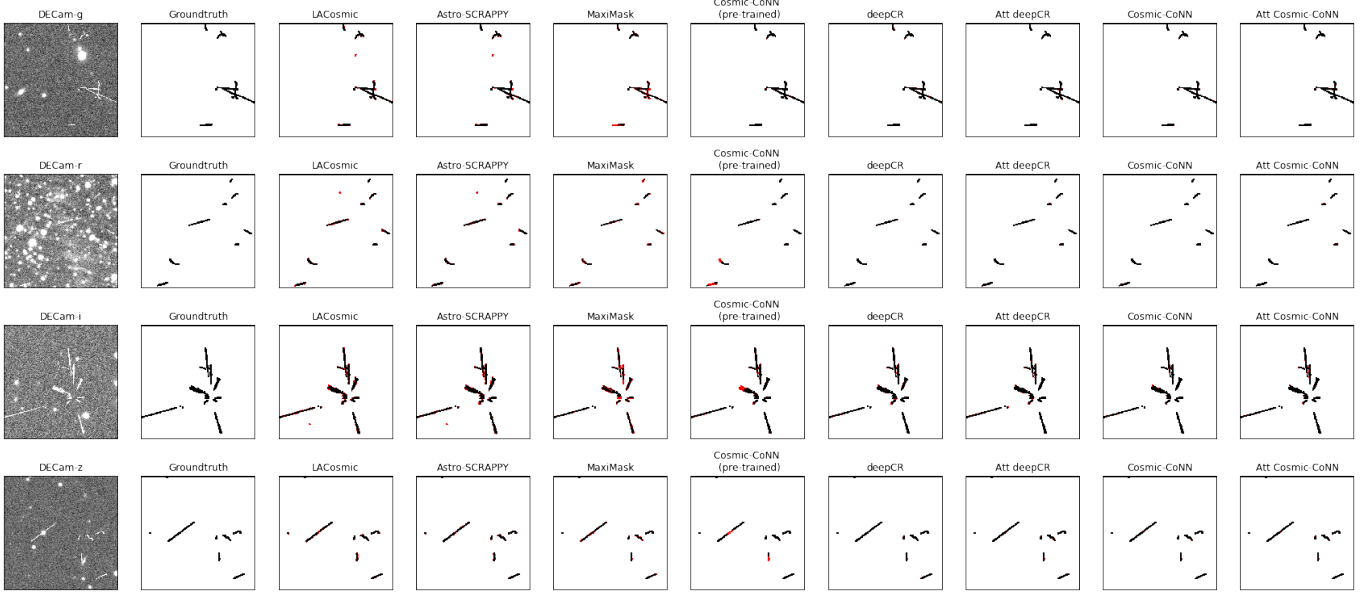 DECam-g Groundtruth LACosmic Astro-SCRAPPY MaxiMask Cosmic-CoNN
(pre-trained) deepCR Att deepCR Cosmic-CoNN Att Cosmic-CoNN
DECam-r Groundtruth LACosmic Astro-SCRAPPY MaxiMask Cosmic-CoNN
(pre-trained) deepCR Att deepCR Cosmic-CoNN Att Cosmic-CoNN
DECam-i Groundtruth LACosmic Astro-SCRAPPY MaxiMask Cosmic-CoNN
(pre-trained) deepCR Att deepCR Cosmic-CoNN Att Cosmic-CoNN
DECam-z Groundtruth LACosmic Astro-SCRAPPY MaxiMask Cosmic-CoNN
(pre-trained) deepCR Att deepCR Cosmic-CoNN Att Cosmic-CoNN